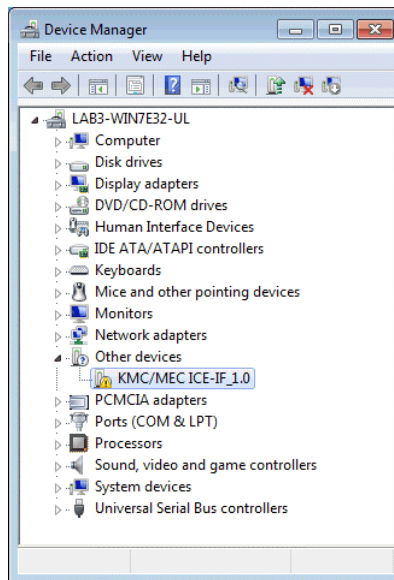 Device Manager
File Action View Help
LAB3-WIN7E32-UL
Computer
Disk drives
Display adapters
DVD/CD-ROM drives
Human Interface Devices
IDE ATA/ATAPI controllers
Keyboards
Mice and other pointing devices
Monitors
Network adapters
Other devices
KMC/MEC ICE-IF_1.0
PCMCIA adapters
Ports (COM & LPT)
Processors
Sound, video and game controllers
System devices
Universal Serial Bus controllers